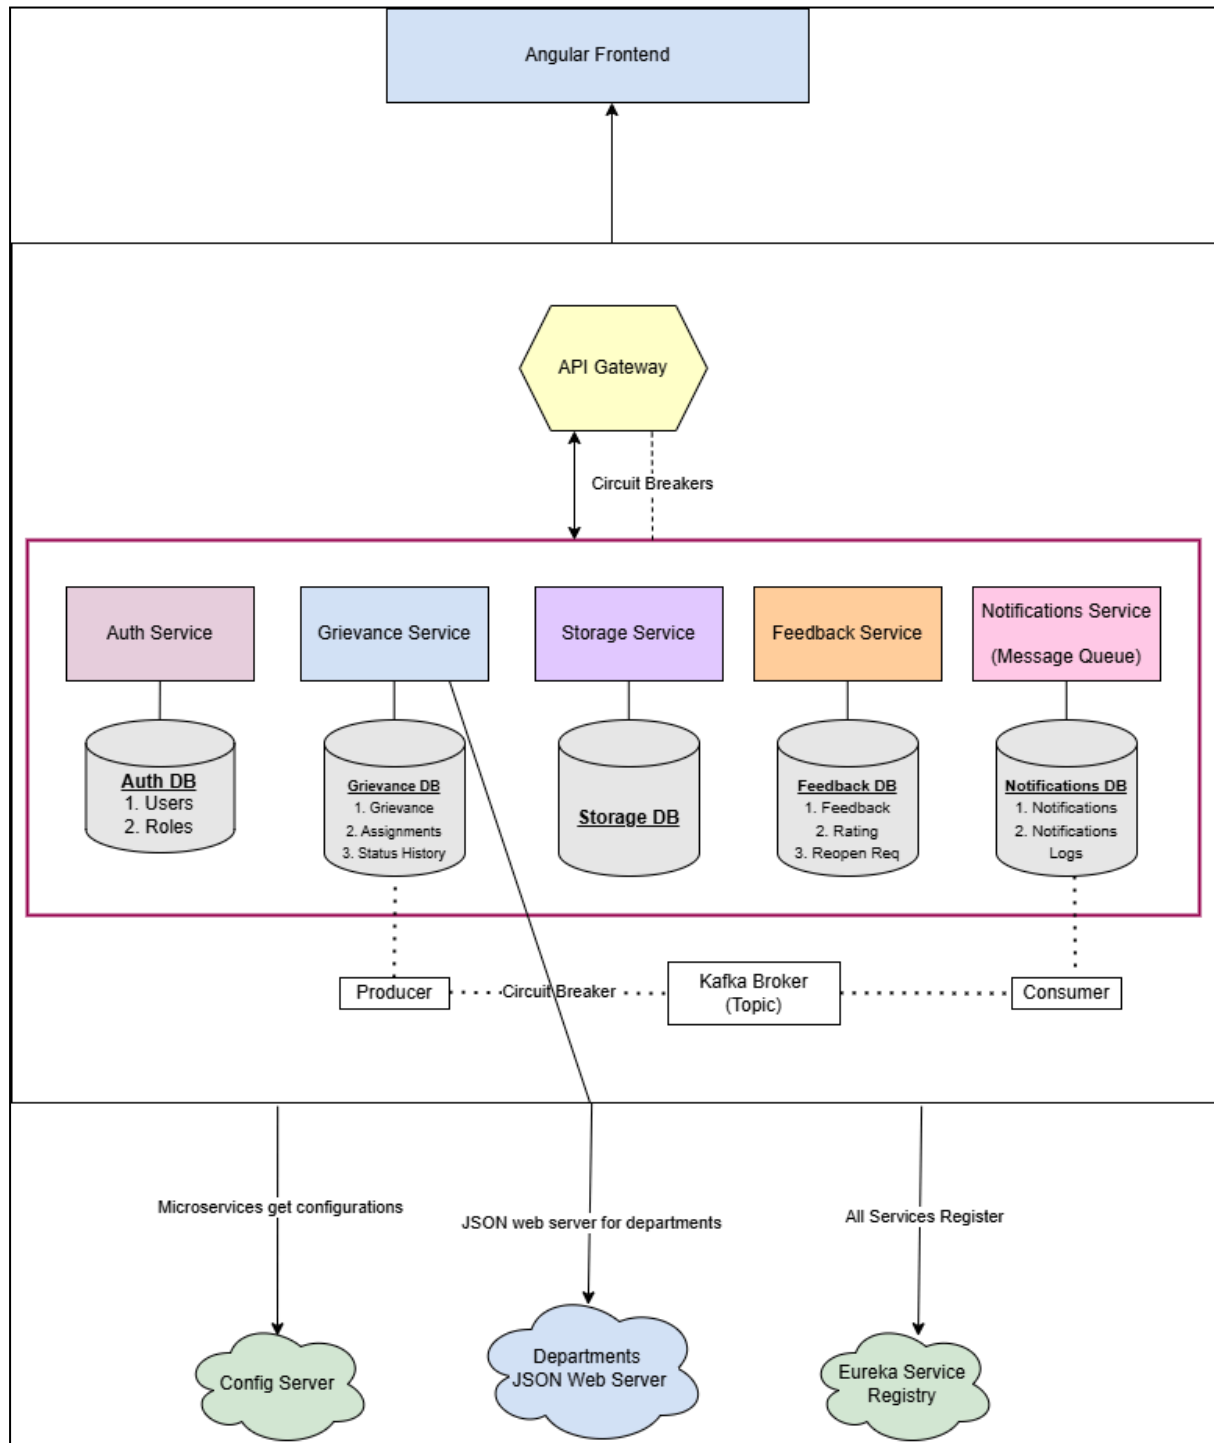 Angular Frontend
API Gateway
Circuit Breakers
Auth Service
Grievance Service
Storage Service
Feedback Service
Notifications Service
(Message Queue)
Auth DB
1. Users
2. Roles
Grievance DB
1. Grievance
2. Assignments
3. Status History
Storage DB
Feedback DB
1. Feedback
2. Rating
3. Reopen Req
Notifications DB
1. Notifications
2. Notifications
Logs
Producer
Circuit Breaker
Kafka Broker
(Topic)
Consumer
Microservices get configurations
JSON web server for departments
All Services Register
Config Server
Departments
JSON Web Server
Eureka Service
Registry